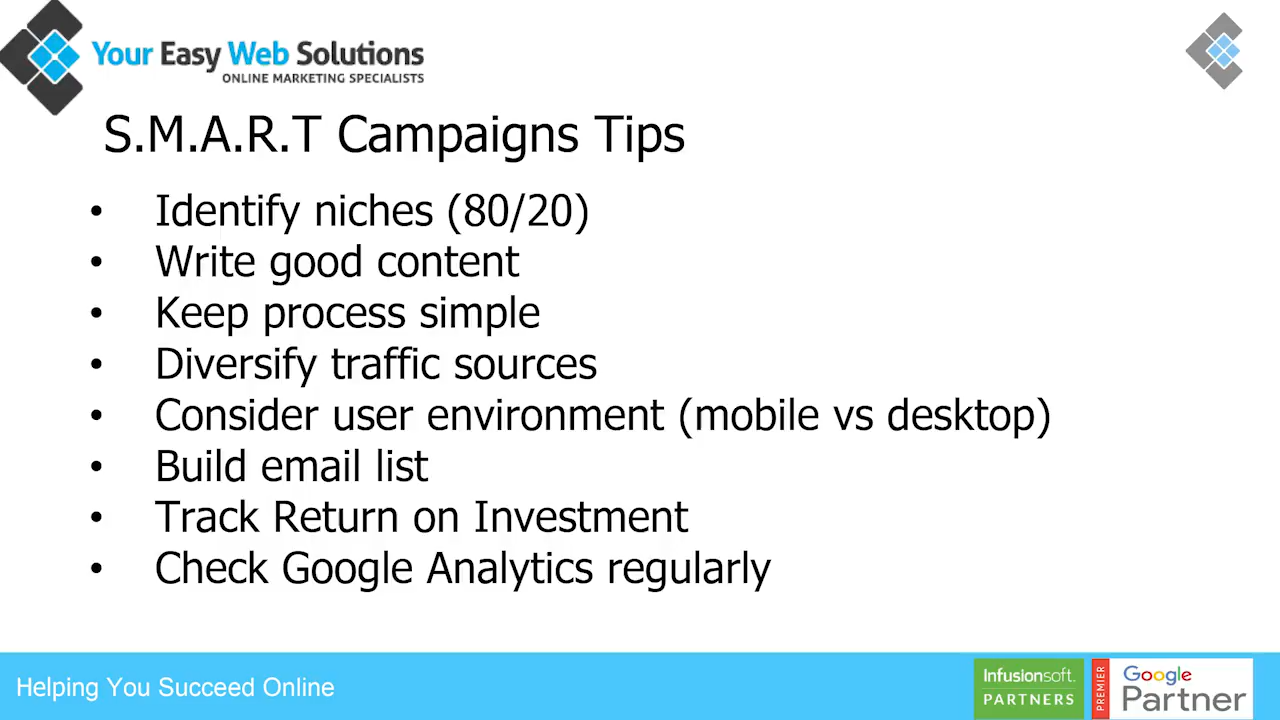 Your Easy Web Solutions
ONLINE MARKETING SPECIALISTS
S.M.A.R.T Campaigns Tips
• Identify niches (80/20)
• Write good content
• Keep process simple
• Diversify traffic sources
• Consider user environment (mobile vs desktop)
• Build email list
• Track Return on Investment
• Check Google Analytics regularly
Helping You Succeed Online
Infusionsoft.
PARTNERS
PREMIER
Google
Partner